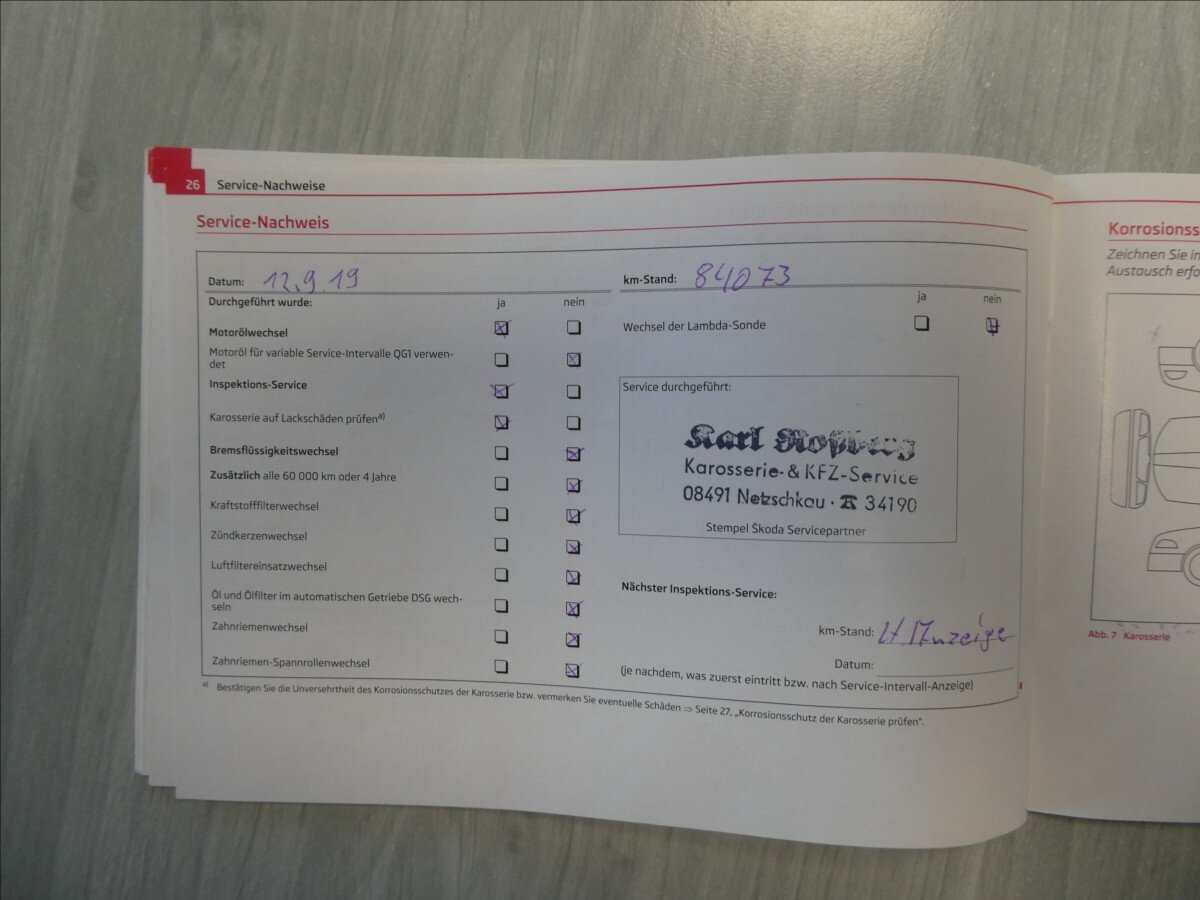 26 Service-Nachweise
Service-Nachweis
Datum: 12.9.19
Durchgeführt wurde: ja nein
Motorölwechsel
Motoröl für variable Service-Intervalle QG1 verwen-
det
Inspektions-Service
Karosserie auf Lackschäden prüfen a)
Bremsflüssigkeitswechsel
Zusätzlich alle 60 000 km oder 4 Jahre
Kraftstofffilterwechsel
Zündkerzenwechsel
Luftfiltereinsatzwechsel
Öl und Ölfilter im automatischen Getriebe DSG wech-
seln
Zahnriemenwechsel
Zahnriemen-Spannrollenwechsel
km-Stand: 84073
ja nein
Wechsel der Lambda-Sonde
Service durchgeführt:
Karl
Karosserie- & KFZ-Service
08491 Netzschkau · ☎ 34190
Stempel Škoda Servicepartner
Nächster Inspektions-Service:
km-Stand: lt. Anzeige
Datum:
(je nachdem, was zuerst eintritt bzw. nach Service-Intervall-Anzeige)
a) Bestätigen Sie die Unversehrtheit des Korrosionsschutzes der Karosserie bzw. vermerken Sie eventuelle Schäden ⇒ Seite 27, „Korrosionsschutz der Karosserie prüfen".
Korrosionss
Zeichnen Sie in
Austausch erfo
Abb. 7 Karosserie